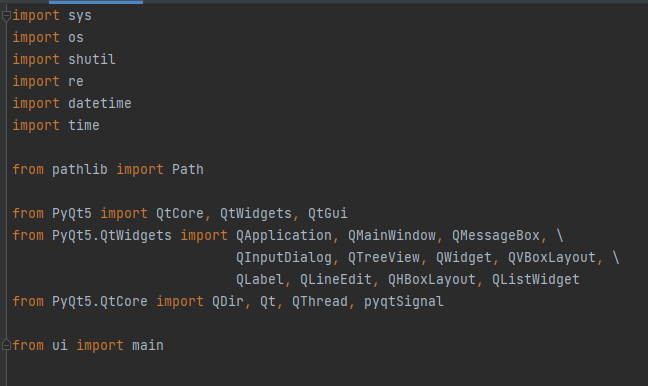 import sys
import os
import shutil
import re
import datetime
import time
from pathlib import Path
from PyQt5 import QtCore, QtWidgets, QtGui
from PyQt5.QtWidgets import QApplication, QMainWindow, QMessageBox, \
QInputDialog, QTreeView, QWidget, QVBoxLayout, \
QLabel, QLineEdit, QHBoxLayout, QListWidget
from PyQt5.QtCore import QDir, Qt, QThread, pyqtSignal
from ui import main